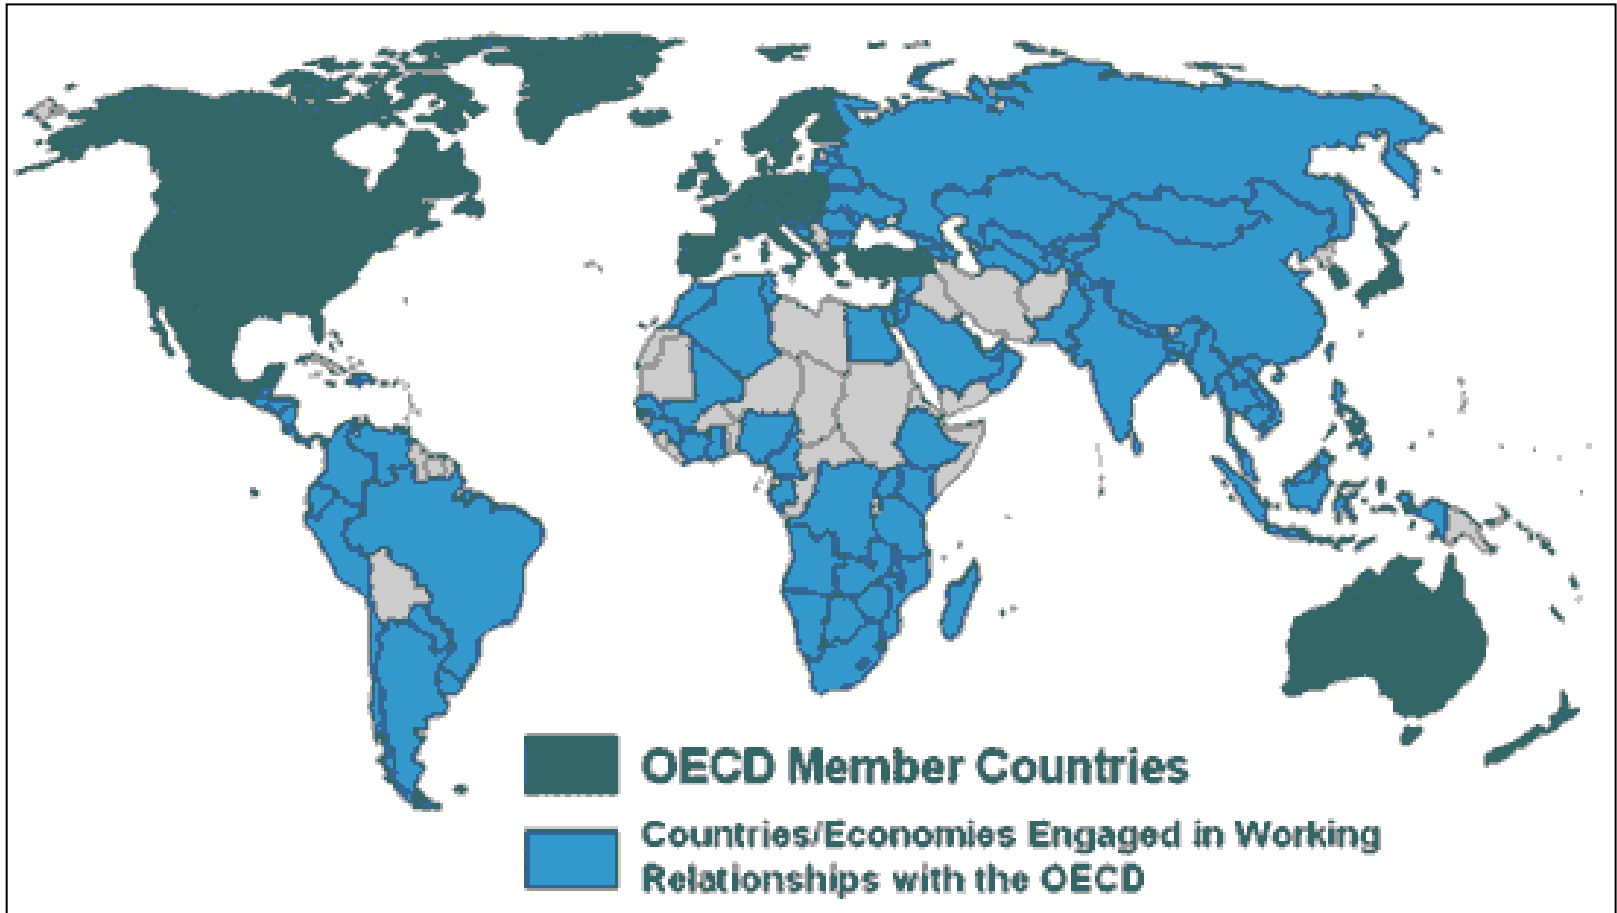 OECD Member Countries
Countries/Economies Engaged in Working
Relationships with the OECD